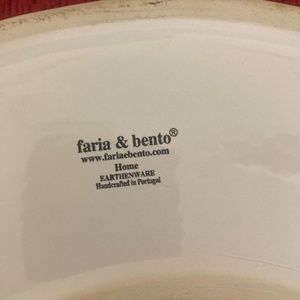 faria & bento®
www.fariaebento.com
Home
EARTHENWARE
Handcrafted in Portugal